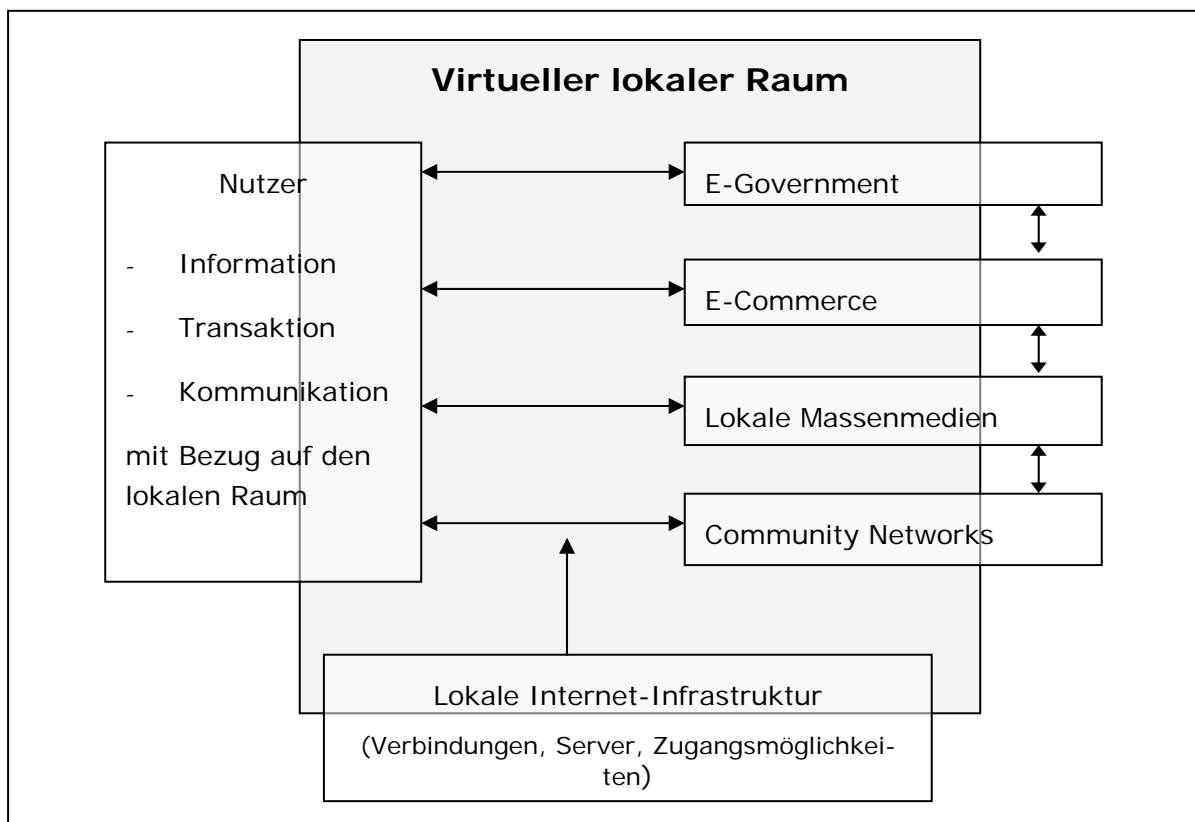 Virtueller lokaler Raum
Nutzer
- Information
- Transaktion
- Kommunikation
mit Bezug auf den
lokalen Raum
E-Government
E-Commerce
Lokale Massenmedien
Community Networks
Lokale Internet-Infrastruktur
(Verbindungen, Server, Zugangsmöglichkei-
ten)